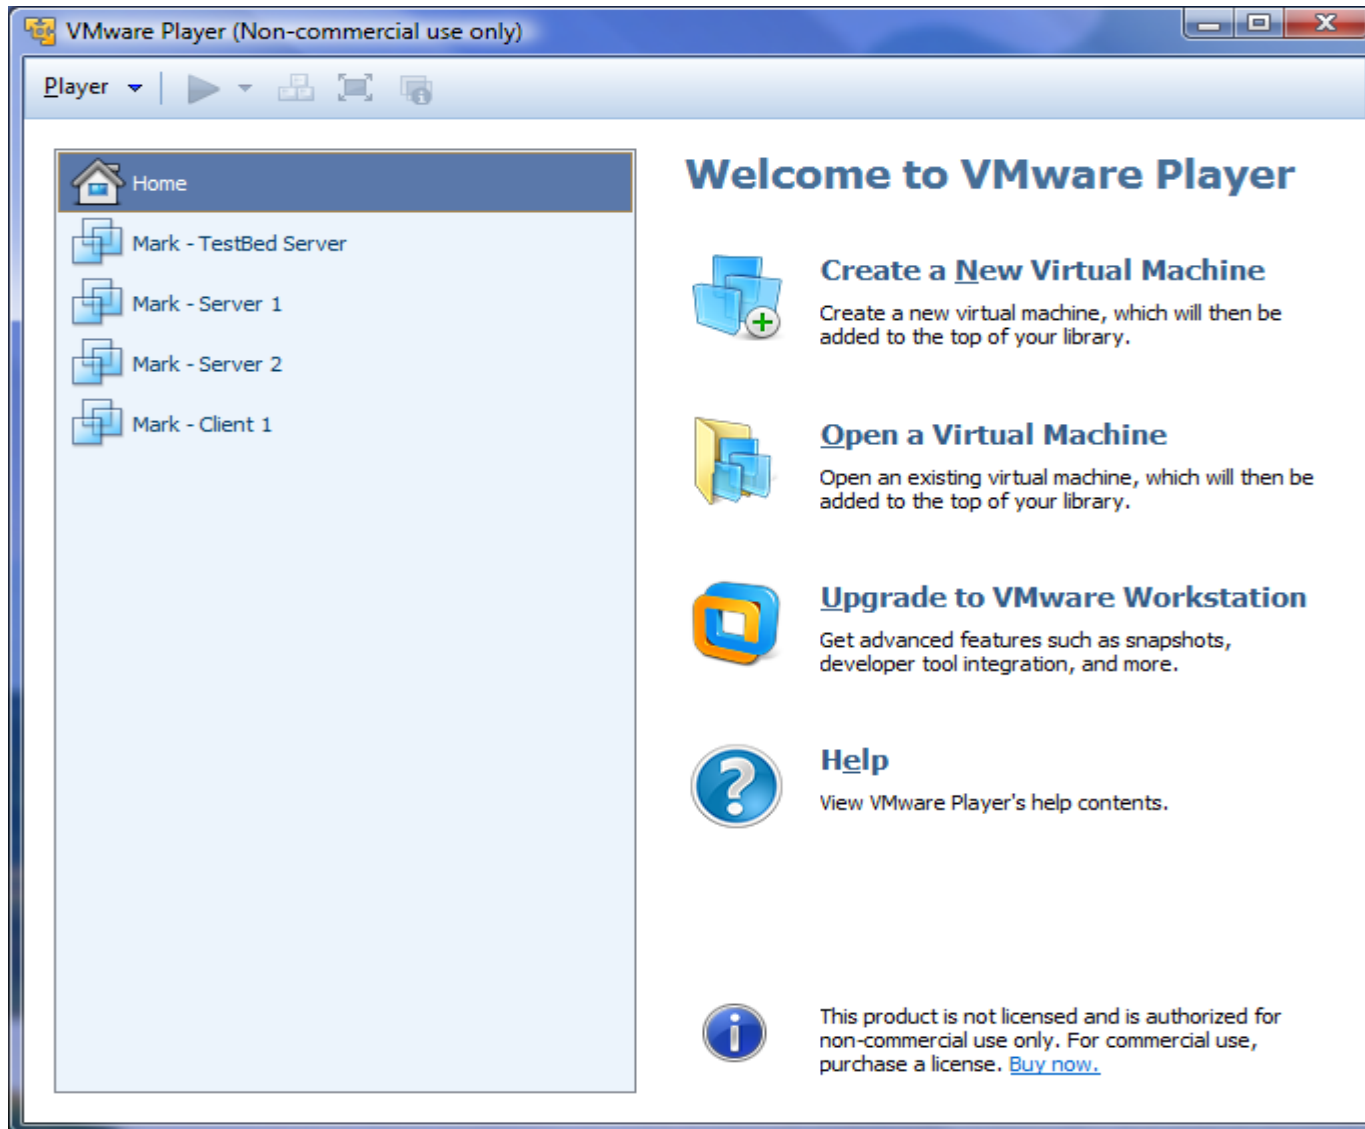 VMware Player (Non-commercial use only)
Player
Home
Mark - TestBed Server
Mark - Server 1
Mark - Server 2
Mark - Client 1
Welcome to VMware Player
Create a New Virtual Machine
Create a new virtual machine, which will then be
added to the top of your library.
Open a Virtual Machine
Open an existing virtual machine, which will then be
added to the top of your library.
Upgrade to VMware Workstation
Get advanced features such as snapshots,
developer tool integration, and more.
Help
View VMware Player's help contents.
This product is not licensed and is authorized for
non-commercial use only. For commercial use,
purchase a license. Buy now.